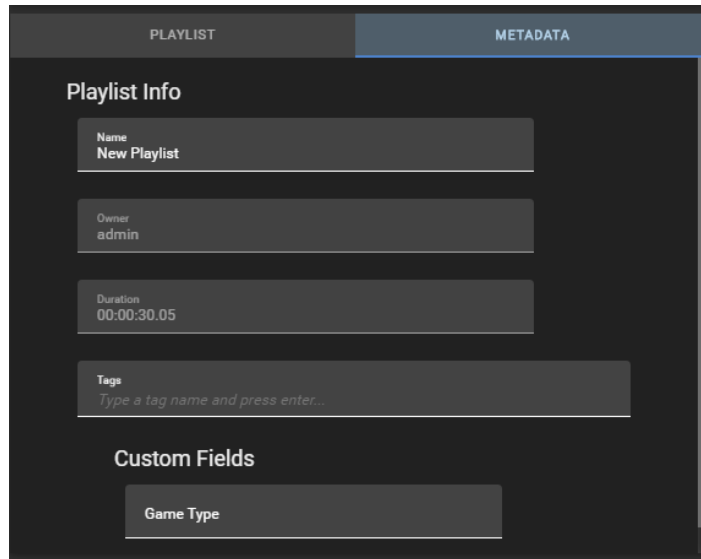 PLAYLIST
METADATA
Playlist Info
Name
New Playlist
Owner
admin
Duration
00:00:30.05
Tags
Type a tag name and press enter...
Custom Fields
Game Type